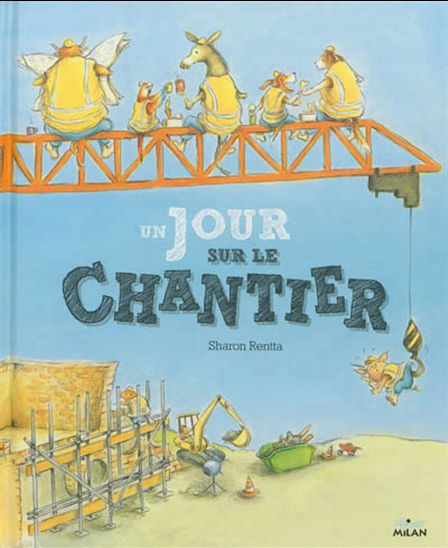 UN JOUR
SUR LE
CHANTIER
Sharon Rentta
MILAN